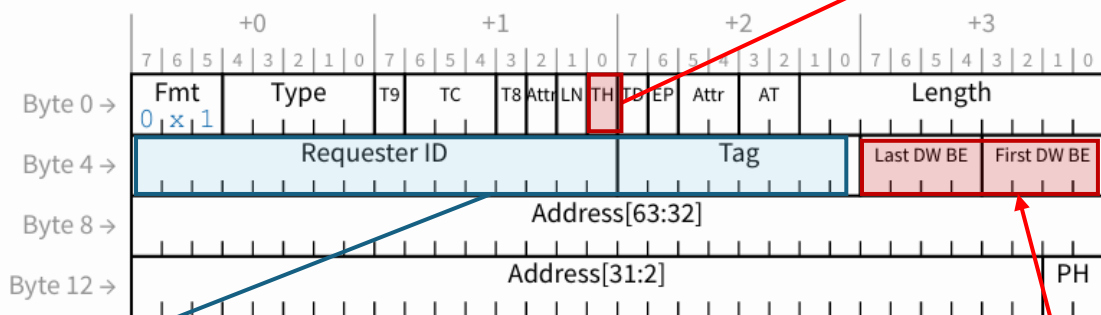 +0 +1 +2 +3
7 6 5 4 3 2 1 0 7 6 5 4 3 2 1 0 7 6 5 4 3 2 1 0 7 6 5 4 3 2 1 0
Byte 0 → Fmt Type T9 TC T8 Attr LN TH TD EP Attr AT Length
0 x 1
Byte 4 → Requester ID Tag Last DW BE First DW BE
Byte 8 → Address[63:32]
Byte 12 → Address[31:2] PH